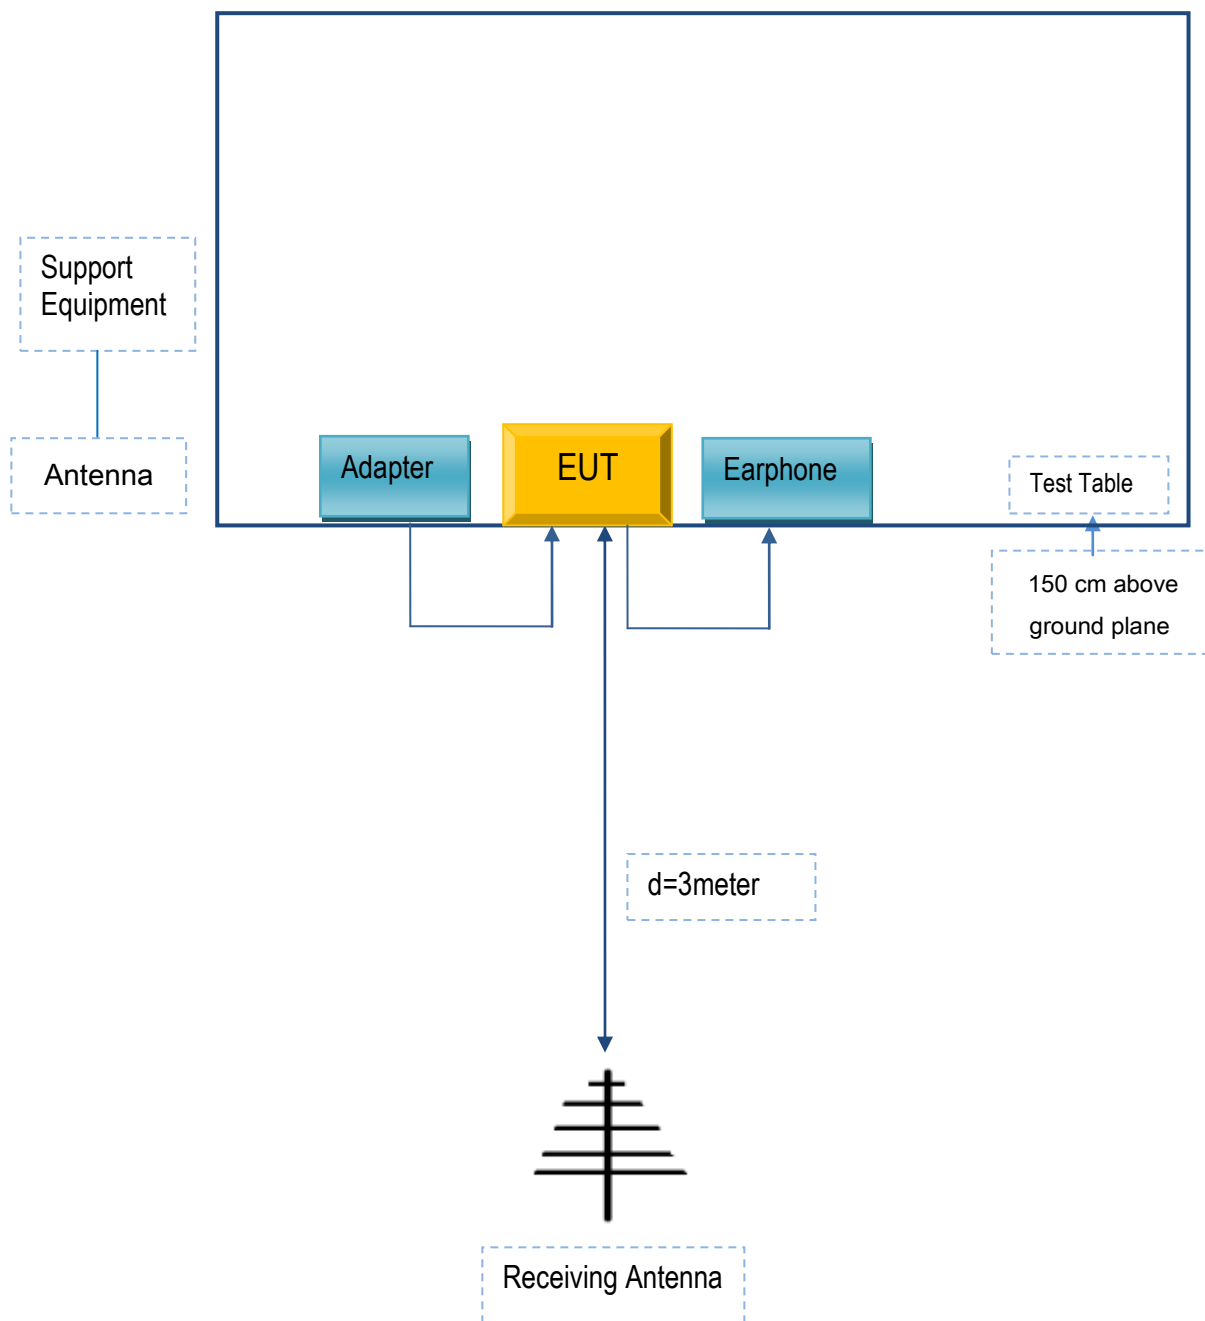 Support
Equipment
Antenna
Adapter
EUT
Earphone
Test Table
150 cm above
ground plane
d=3meter
Receiving Antenna